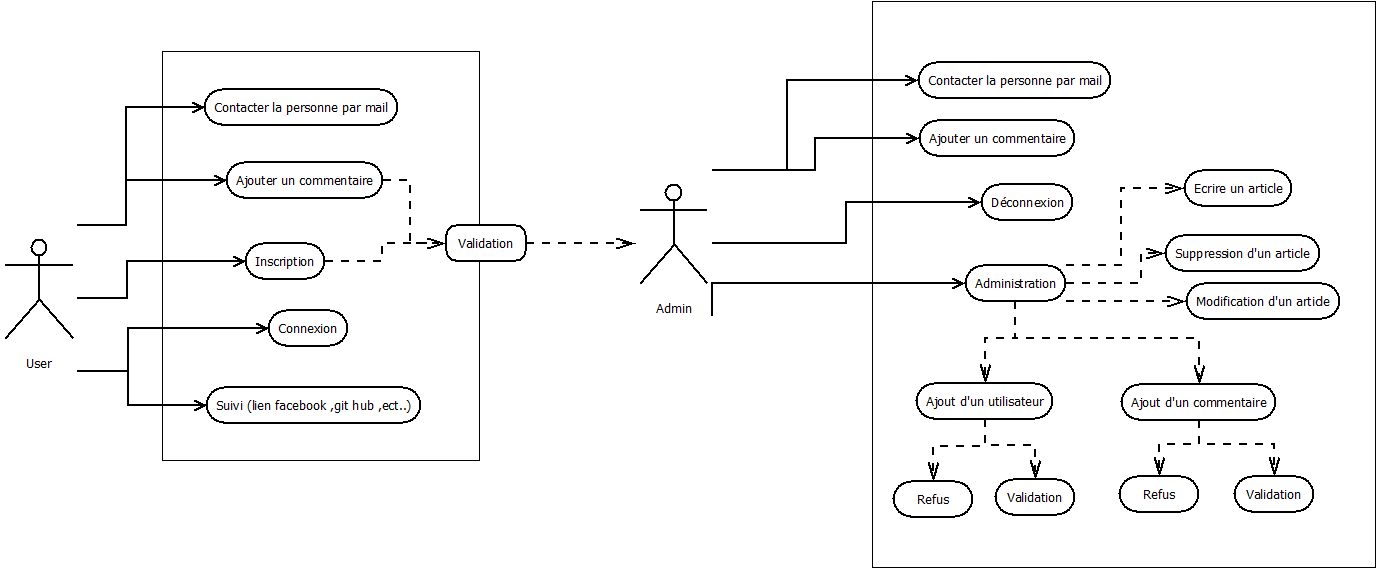 Contacter la personne par mail
Ajouter un commentaire
Inscription
Connexion
Suivi (lien facebook ,git hub ,ect..)
User
Validation
Admin
Contacter la personne par mail
Ajouter un commentaire
Déconnexion
Administration
Ecrire un article
Suppression d'un article
Modification d'un article
Ajout d'un utilisateur
Ajout d'un commentaire
Refus
Validation
Refus
Validation